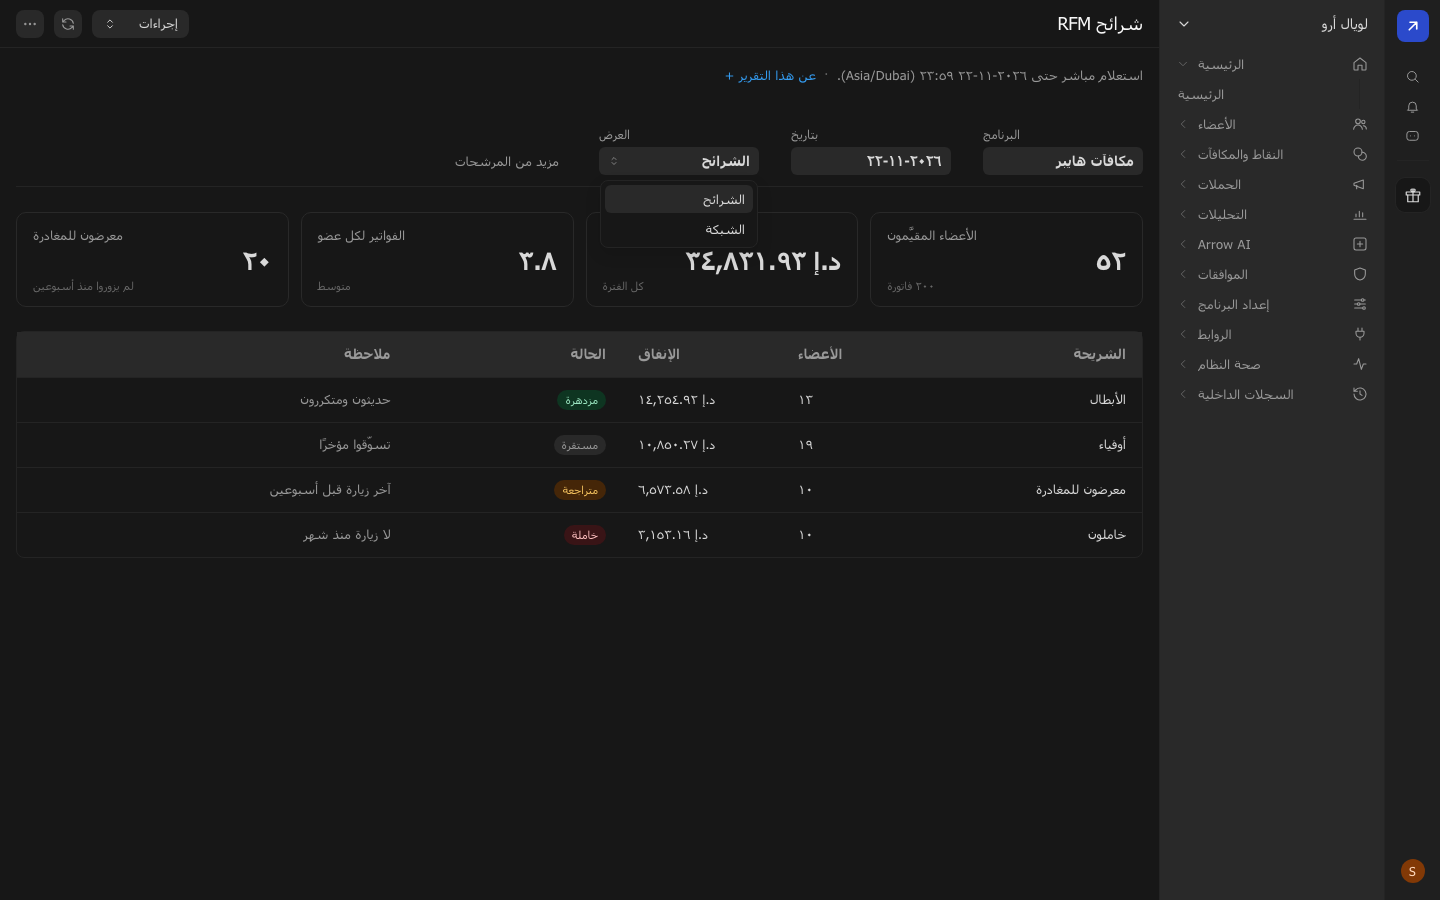 لويال أرو
الرئيسية
الرئيسية
الأعضاء
النقاط والمكافآت
الحملات
التحليلات
Arrow AI
الموافقات
إعداد البرنامج
الروابط
صحة النظام
السجلات الداخلية
S
شرائح RFM
إجراءات
استعلام مباشر حتى ٢٠٢٦-١١-٢٢ ٢٣:٥٩ (Asia/Dubai). · عن هذا التقرير +
البرنامج
مكافآت هايبر
بتاريخ
٢٠٢٦-١١-٢٢
العرض
الشرائح
مزيد من المرشحات
الشرائح
الشبكة
الأعضاء المقيَّمون
٥٢
٢٠٠ فاتورة
د.إ ٣٤,٨٣١.٩٣
كل الفترة
الفواتير لكل عضو
٣.٨
متوسط
معرضون للمغادرة
٢٠
لم يزوروا منذ أسبوعين
الشريحة الأعضاء الإنفاق الحالة ملاحظة
الأبطال ١٣ د.إ ١٤,٢٥٤.٩٢ مزدهرة حديثون ومتكررون
أوفياء ١٩ د.إ ١٠,٨٥٠.٢٧ مستقرة تسوّقوا مؤخرًا
معرضون للمغادرة ١٠ د.إ ٦,٥٧٣.٥٨ متراجعة آخر زيارة قبل أسبوعين
خاملون ١٠ د.إ ٣,١٥٣.١٦ خاملة لا زيارة منذ شهر